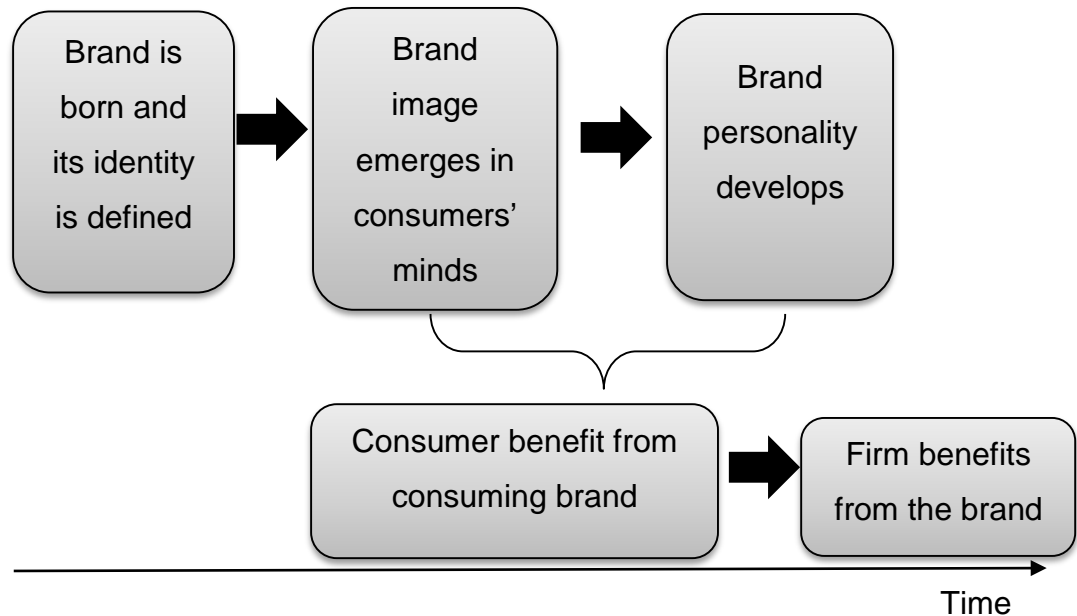 Brand is
born and
its identity
is defined
Brand
image
emerges in
consumers’
minds
Brand
personality
develops
Consumer benefit from
consuming brand
Firm benefits
from the brand
Time